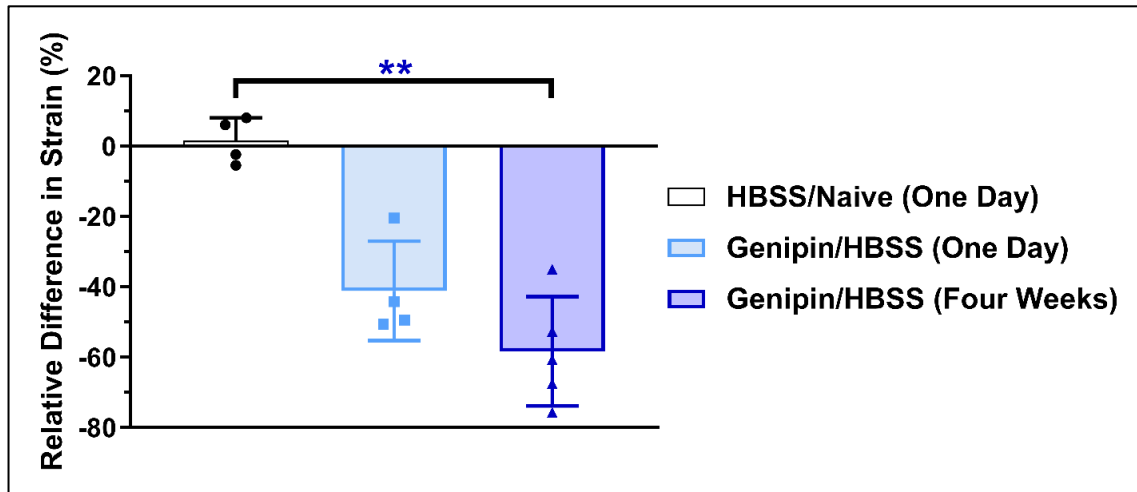 Relative Difference in Strain (%)
20
0
-20
-40
-60
-80
**
HBSS/Naive (One Day)
Genipin/HBSS (One Day)
Genipin/HBSS (Four Weeks)